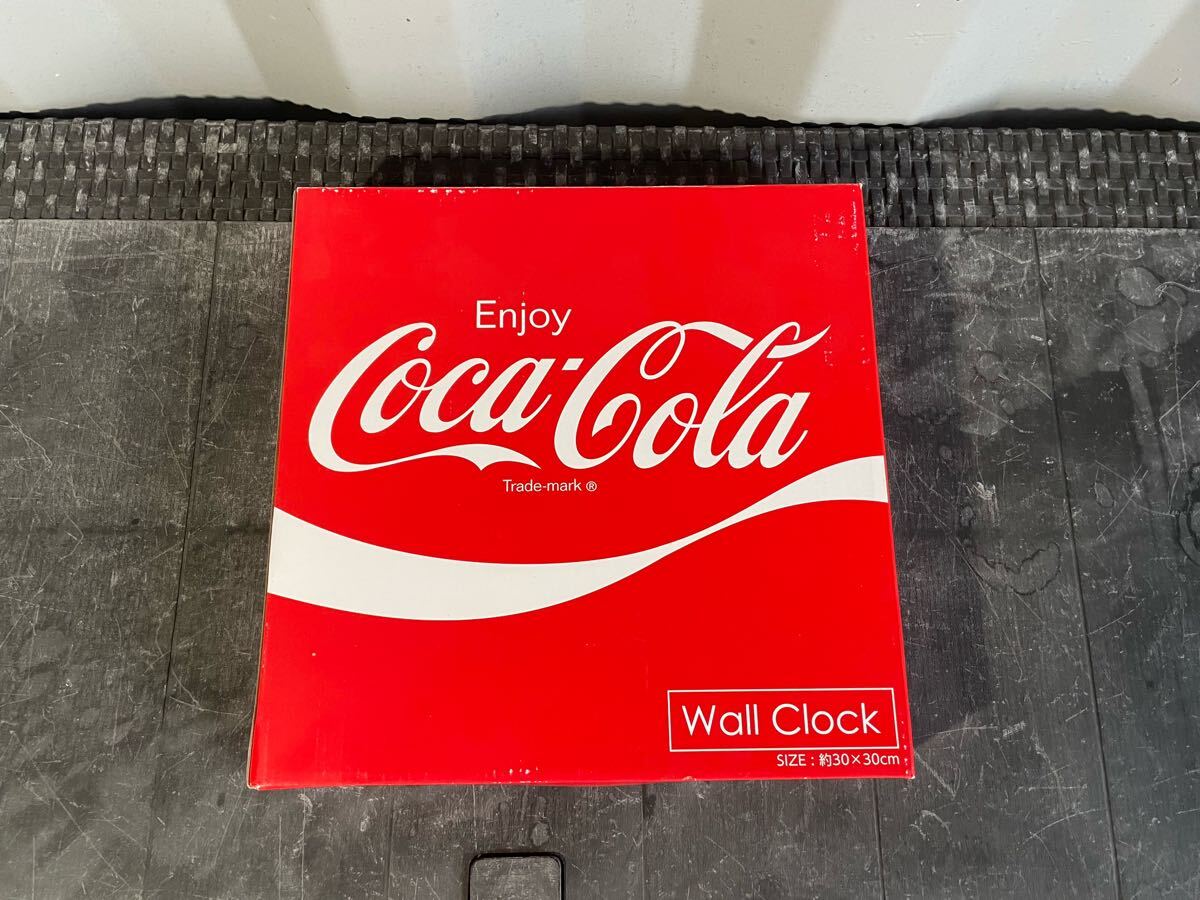 Enjoy
Coca-Cola
Trade-mark ®
Wall Clock
SIZE : 約30×30cm